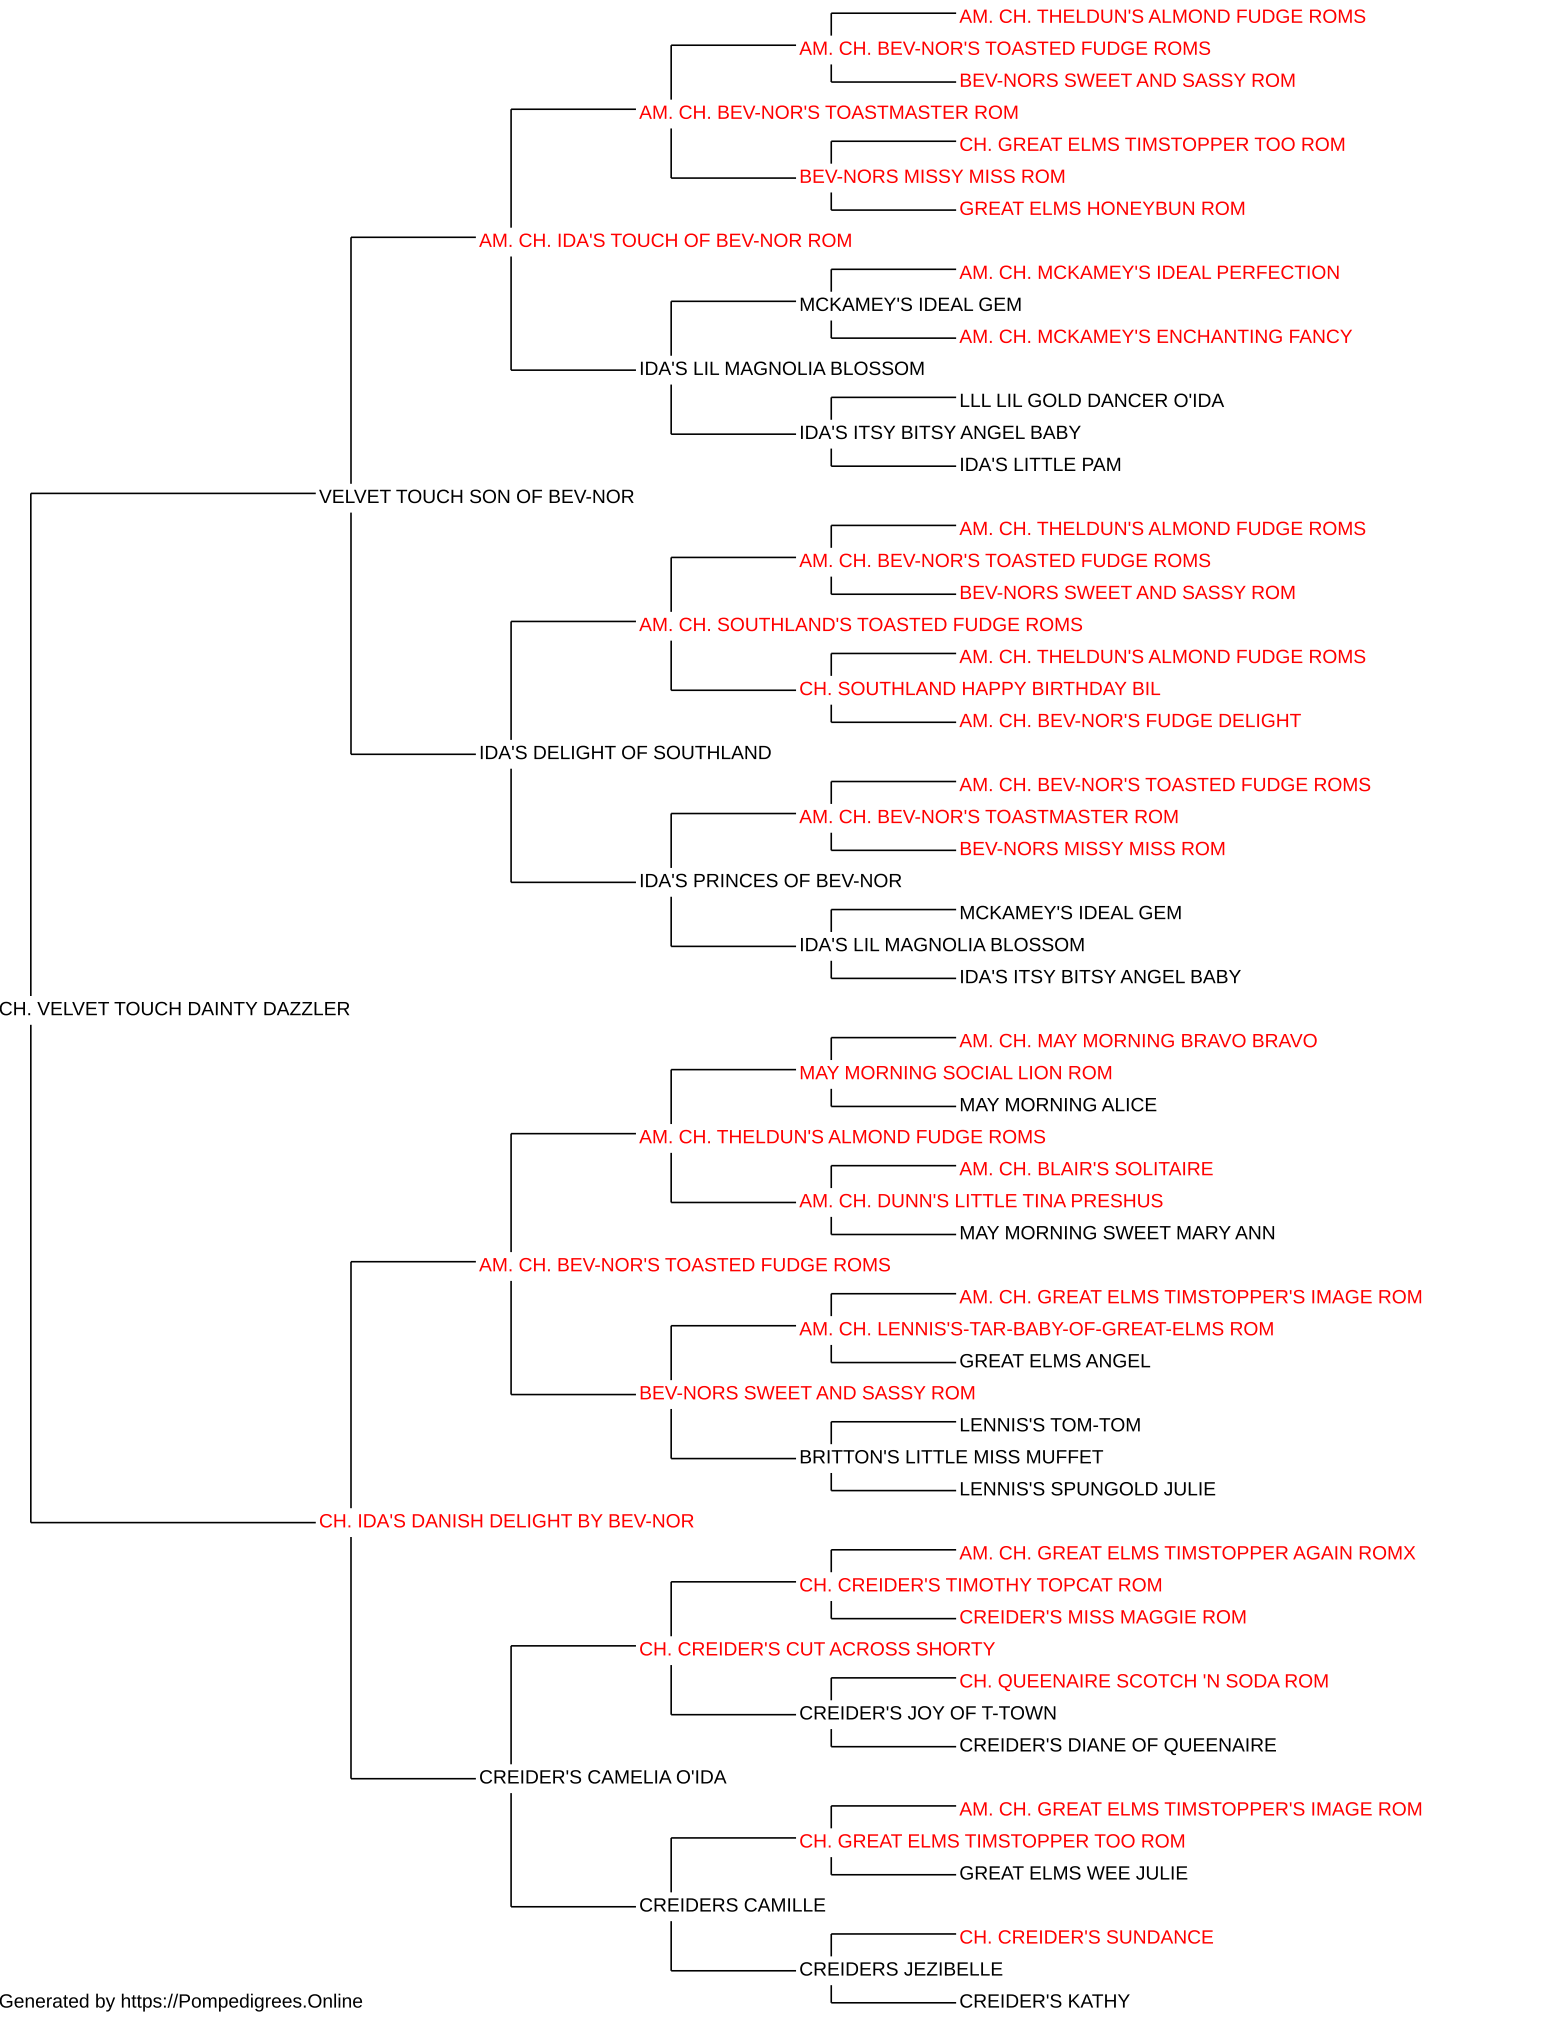 AM. CH. THELDUN'S ALMOND FUDGE ROMS
AM. CH. BEV-NOR'S TOASTED FUDGE ROMS
BEV-NORS SWEET AND SASSY ROM
AM. CH. BEV-NOR'S TOASTMASTER ROM
CH. GREAT ELMS TIMSTOPPER TOO ROM
BEV-NORS MISSY MISS ROM
GREAT ELMS HONEYBUN ROM
AM. CH. IDA'S TOUCH OF BEV-NOR ROM
AM. CH. MCKAMEY'S IDEAL PERFECTION
MCKAMEY'S IDEAL GEM
AM. CH. MCKAMEY'S ENCHANTING FANCY
IDA'S LIL MAGNOLIA BLOSSOM
LLL LIL GOLD DANCER O'IDA
IDA'S ITSY BITSY ANGEL BABY
IDA'S LITTLE PAM
VELVET TOUCH SON OF BEV-NOR
AM. CH. THELDUN'S ALMOND FUDGE ROMS
AM. CH. BEV-NOR'S TOASTED FUDGE ROMS
BEV-NORS SWEET AND SASSY ROM
AM. CH. SOUTHLAND'S TOASTED FUDGE ROMS
AM. CH. THELDUN'S ALMOND FUDGE ROMS
CH. SOUTHLAND HAPPY BIRTHDAY BIL
AM. CH. BEV-NOR'S FUDGE DELIGHT
IDA'S DELIGHT OF SOUTHLAND
AM. CH. BEV-NOR'S TOASTED FUDGE ROMS
AM. CH. BEV-NOR'S TOASTMASTER ROM
BEV-NORS MISSY MISS ROM
IDA'S PRINCES OF BEV-NOR
MCKAMEY'S IDEAL GEM
IDA'S LIL MAGNOLIA BLOSSOM
IDA'S ITSY BITSY ANGEL BABY
CH. VELVET TOUCH DAINTY DAZZLER
AM. CH. MAY MORNING BRAVO BRAVO
MAY MORNING SOCIAL LION ROM
MAY MORNING ALICE
AM. CH. THELDUN'S ALMOND FUDGE ROMS
AM. CH. BLAIR'S SOLITAIRE
AM. CH. DUNN'S LITTLE TINA PRESHUS
MAY MORNING SWEET MARY ANN
AM. CH. BEV-NOR'S TOASTED FUDGE ROMS
AM. CH. GREAT ELMS TIMSTOPPER'S IMAGE ROM
AM. CH. LENNIS'S-TAR-BABY-OF-GREAT-ELMS ROM
GREAT ELMS ANGEL
BEV-NORS SWEET AND SASSY ROM
LENNIS'S TOM-TOM
BRITTON'S LITTLE MISS MUFFET
LENNIS'S SPUNGOLD JULIE
CH. IDA'S DANISH DELIGHT BY BEV-NOR
AM. CH. GREAT ELMS TIMSTOPPER AGAIN ROMX
CH. CREIDER'S TIMOTHY TOPCAT ROM
CREIDER'S MISS MAGGIE ROM
CH. CREIDER'S CUT ACROSS SHORTY
CH. QUEENAIRE SCOTCH 'N SODA ROM
CREIDER'S JOY OF T-TOWN
CREIDER'S DIANE OF QUEENAIRE
CREIDER'S CAMELIA O'IDA
AM. CH. GREAT ELMS TIMSTOPPER'S IMAGE ROM
CH. GREAT ELMS TIMSTOPPER TOO ROM
GREAT ELMS WEE JULIE
CREIDERS CAMILLE
CH. CREIDER'S SUNDANCE
CREIDERS JEZIBELLE
CREIDER'S KATHY
Generated by https://Pompedigrees.Online